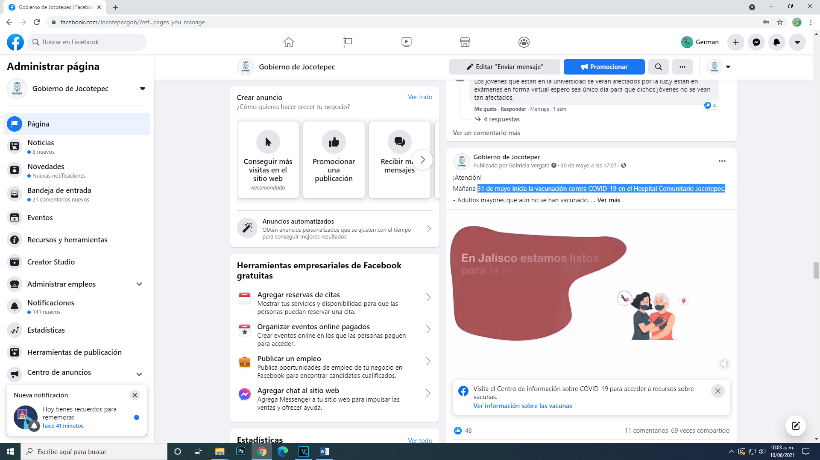 Gobierno de Jocotepec | Facebook
facebook.com/Jocotepecgob/?ref=pages_you_manage
Buscar en Facebook
German
Administrar página
Gobierno de Jocotepec
Página
Noticias
8 nuevos
Novedades
Nuevas notificaciones
Bandeja de entrada
21 comentarios nuevos
Eventos
Recursos y herramientas
Creator Studio
Administrar empleos
Notificaciones
141 nuevos
Estadísticas
Herramientas de publicación
Centro de anuncios
Nueva notificación
Hoy tienes recuerdos para
rememorar.
hace 41 minutos
Gobierno de Jocotepec
Editar "Enviar mensaje"
Promocionar
Crear anuncio
Ver todo
¿Cómo quieres hacer crecer tu negocio?
Conseguir más
visitas en el
sitio web
recomendado
Promocionar
una
publicación
Recibir más
mensajes
Anuncios automatizados
Obtén anuncios personalizados que se ajusten con el tiempo
para conseguir mejores resultados.
Herramientas empresariales de Facebook
gratuitas
Agregar reservas de citas
Mostrar tus servicios y disponibilidad para que las
personas puedan reservar una cita.
Organizar eventos online pagados
Crear eventos online en los que las personas paguen
para acceder.
Publicar un empleo
Publica oportunidades de empleo de tu negocio en
Facebook para encontrar candidatos cualificados.
Agregar chat al sitio web
Agrega Messenger a tu sitio web para impulsar las
ventas y ofrecer ayuda.
Estadísticas
Ver todo
Los jóvenes que están en la universidad se verán afectados por la luz,y están en
exámenes en forma virtual espero sea único día para que dichos jóvenes no se vean
tan afectados.
4
Me gusta · Responder · Mensaje · 1 sem
4 respuestas
Ver un comentario más
Gobierno de Jocotepec
Publicado por Gabriela Vergara · 30 de mayo a las 17:07
¡Atención!
Mañana 31 de mayo inicia la vacunación contra COVID-19 en el Hospital Comunitario Jocotepec.
- Adultos mayores que aún no se han vacunado. ... Ver más
En Jalisco estamos listos
para la
Visita el Centro de información sobre COVID-19 para acceder a recursos sobre
vacunas.
Ver información sobre las vacunas
48
11 comentarios 69 veces compartido
Escribe aquí para buscar
10:03 a. m.
10/06/2021